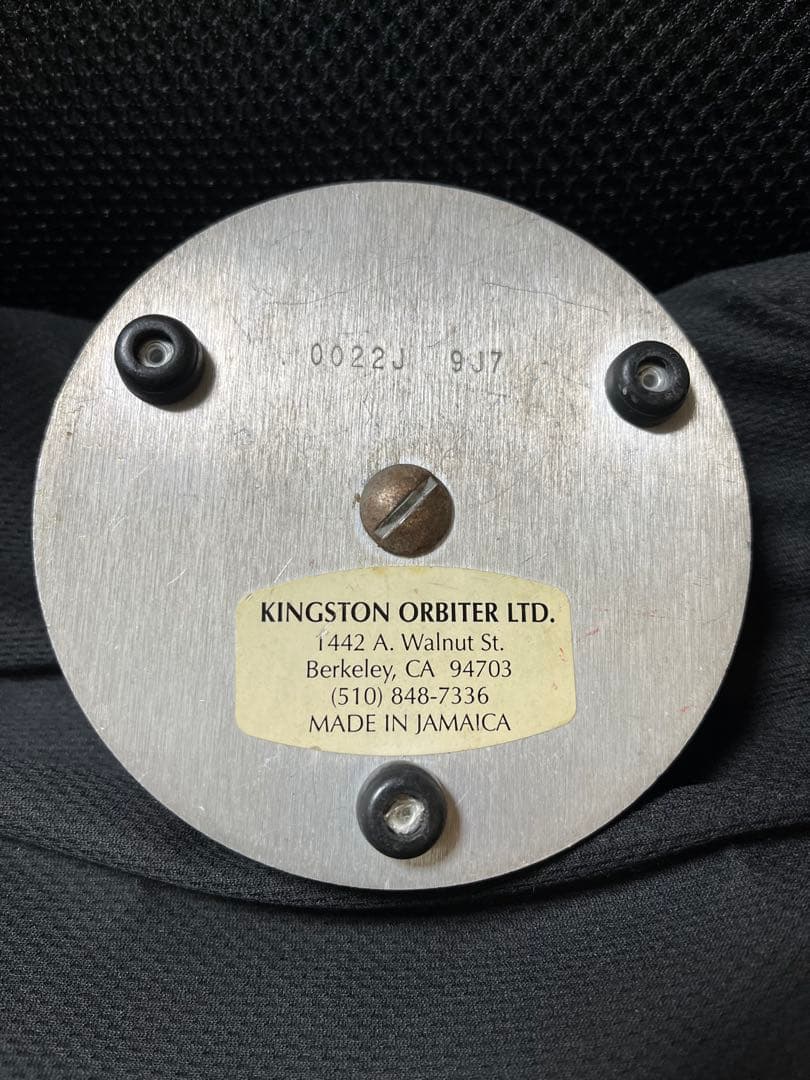 0022J 9J7
KINGSTON ORBITER LTD.
1442 A. Walnut St.
Berkeley, CA 94703
(510) 848-7336
MADE IN JAMAICA